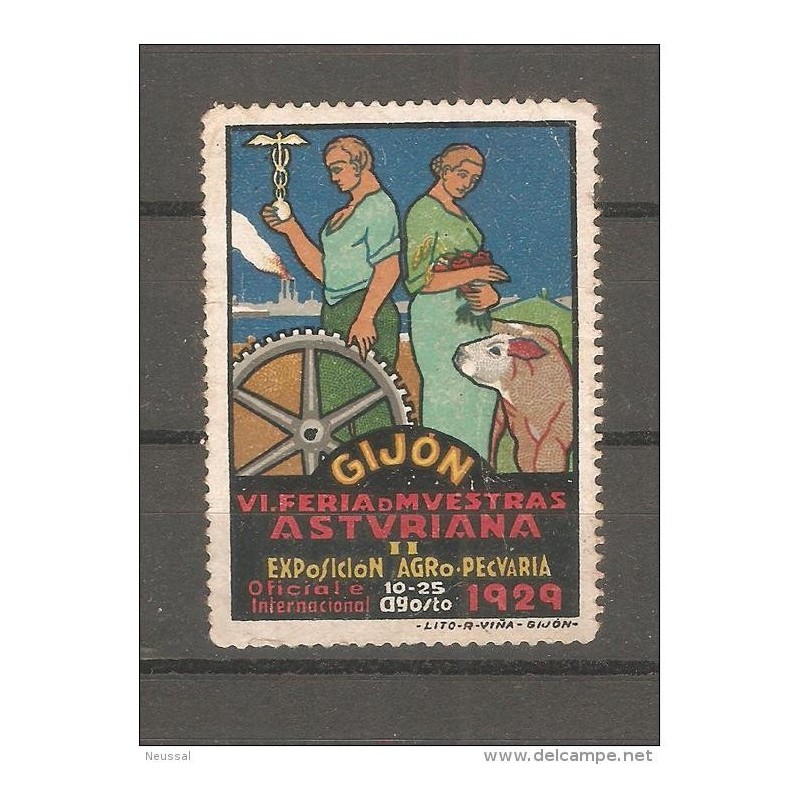 GIJÓN
VI. FERIA D MVESTRAS
ASTVRIANA
II
EXPOSICIÓN AGRO-PECVARIA
Oficial e 10-25 1929
Internacional agosto
-LITO-R-VIÑA-GIJÓN-
Neussal
www.delcampe.net